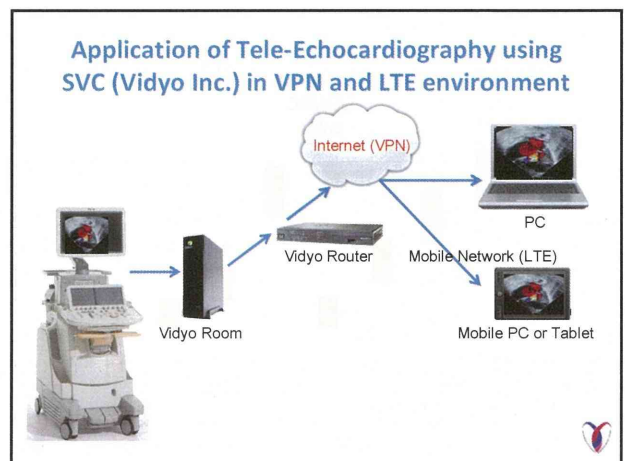 Application of Tele-Echocardiography using
SVC (Vidyo Inc.) in VPN and LTE environment
Internet (VPN)
PC
Vidyo Router
Mobile Network (LTE)
Vidyo Room
Mobile PC or Tablet